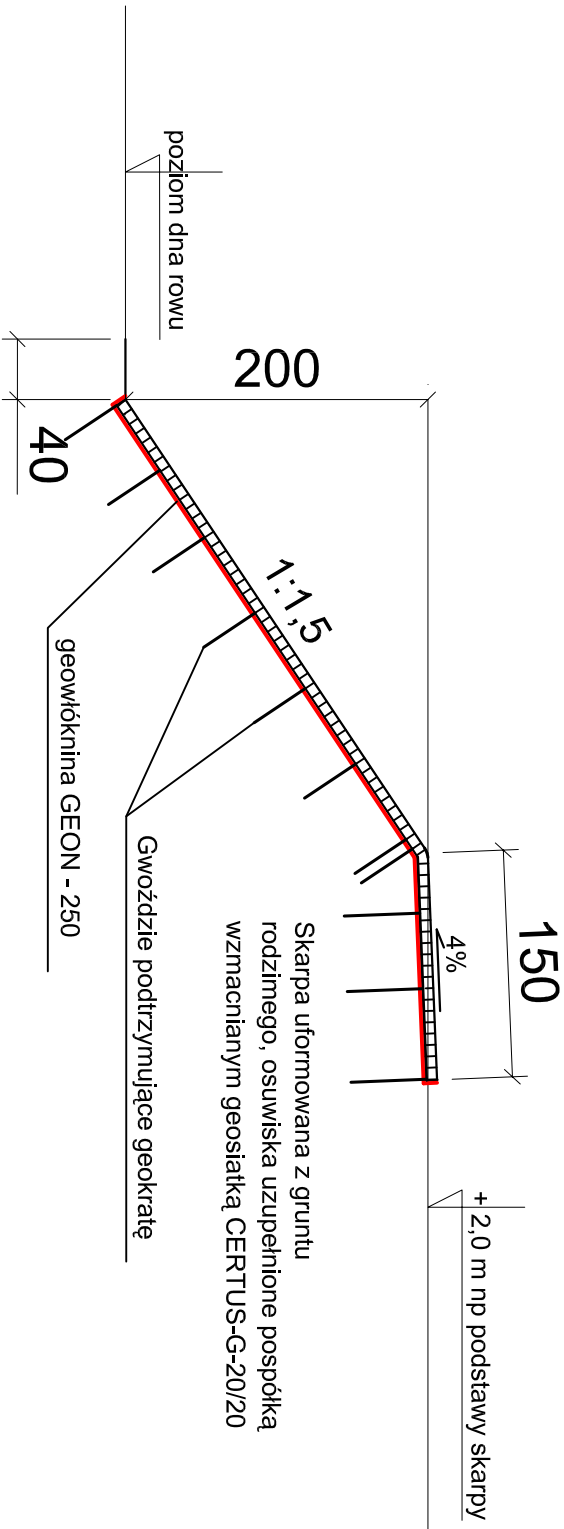 poziom dna rowu
200
40
1:1,5
geowłóknina GEON - 250
Gwoździe podtrzymujące geokratę
150
4%
Skarpa uformowana z gruntu
rodzimego, osuwiska uzupełnione pospółką
wzmacnianym geosiatką CERTUS-G-20/20
+ 2,0 m np podstawy skarpy